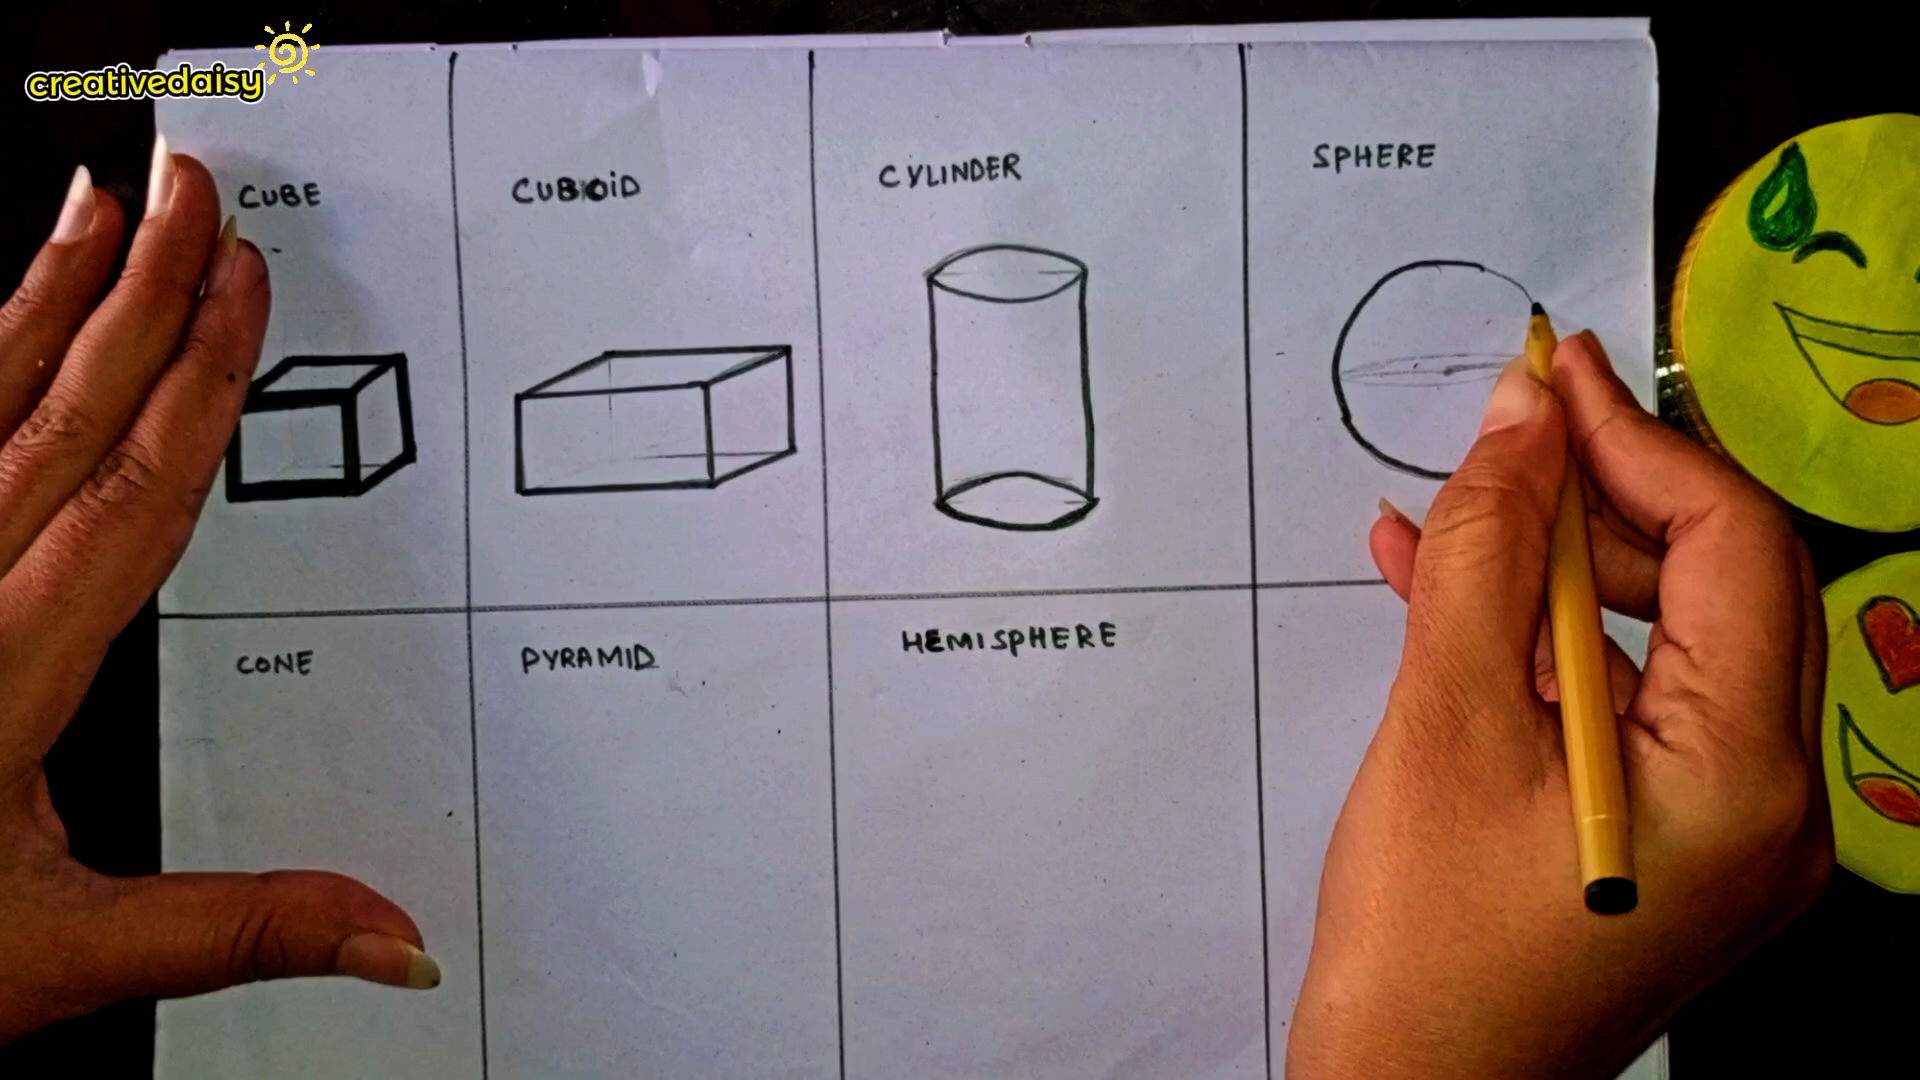 creativedaisy
CUBE
CUBOiD
CYLINDER
SPHERE
CONE
PYRAMID
HEMISPHERE